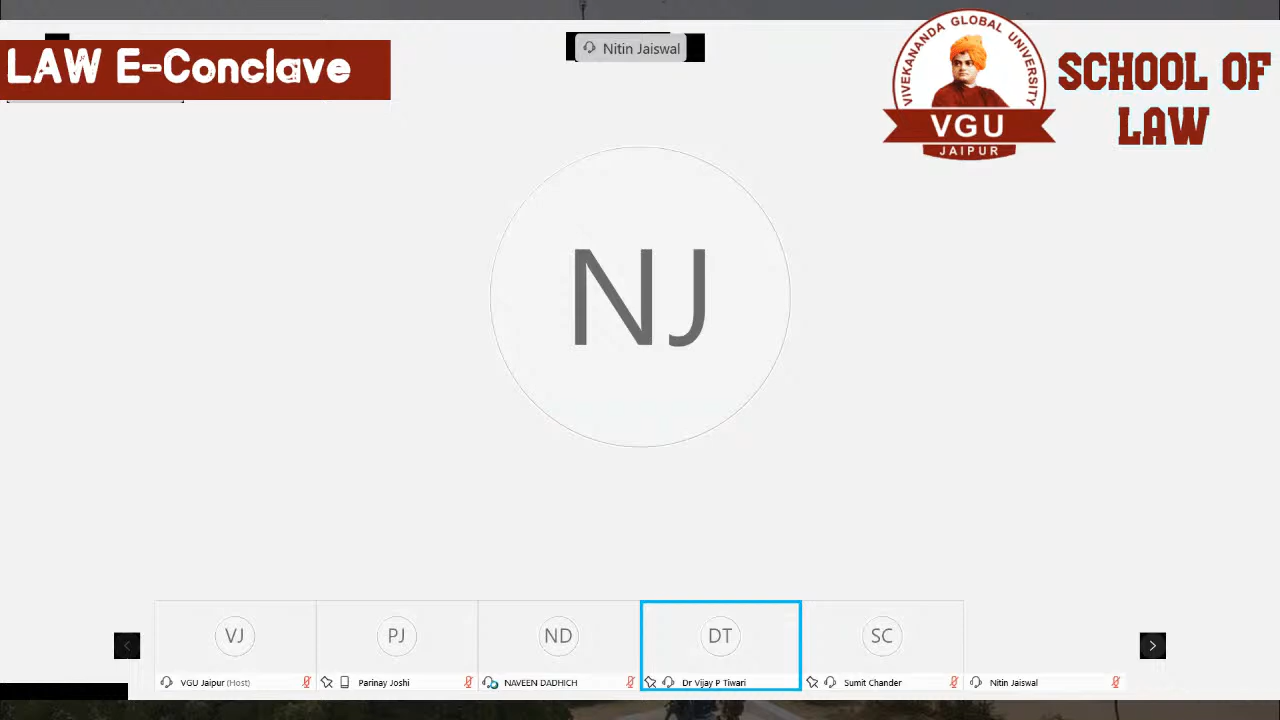 LAW E-Conclave
Nitin Jaiswal
VIVEKANANDA GLOBAL UNIVERSITY
VGU
JAIPUR
SCHOOL OF
LAW
NJ
VJ
PJ
ND
DT
SC
VGU Jaipur (Host)
Parinay Joshi
NAVEEN DADHICH
Dr Vijay P Tiwari
Sumit Chander
Nitin Jaiswal